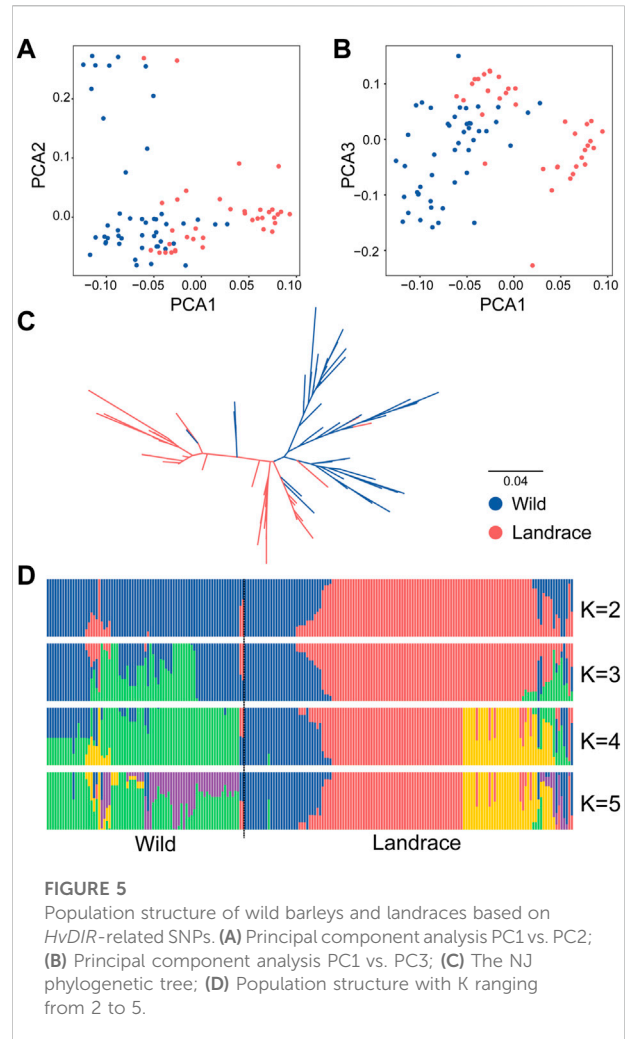 A
PCA2
0.2
0.1
0.0
−0.10 −0.05 0.00 0.05 0.10
PCA1
B
PCA3
0.1
0.0
−0.1
−0.2
−0.10 −0.05 0.00 0.05 0.10
PCA1
C
0.04
Wild
Landrace
D
K=2
K=3
K=4
K=5
Wild Landrace
FIGURE 5
Population structure of wild barleys and landraces based on
HvDIR-related SNPs. (A) Principal component analysis PC1 vs. PC2;
(B) Principal component analysis PC1 vs. PC3; (C) The NJ
phylogenetic tree; (D) Population structure with K ranging
from 2 to 5.